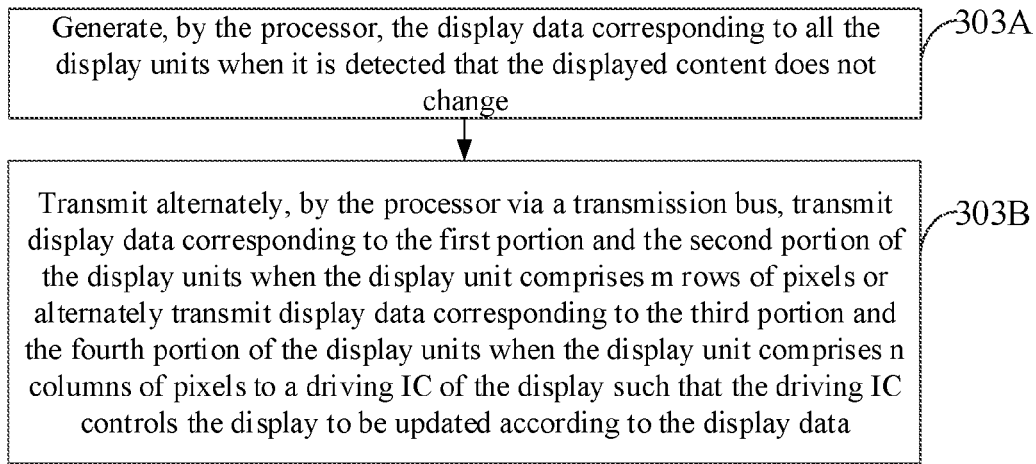 Generate, by the processor, the display data corresponding to all the
display units when it is detected that the displayed content does not
change
303A
Transmit alternately, by the processor via a transmission bus, transmit
display data corresponding to the first portion and the second portion of
the display units when the display unit comprises m rows of pixels or
alternately transmit display data corresponding to the third portion and
the fourth portion of the display units when the display unit comprises n
columns of pixels to a driving IC of the display such that the driving IC
controls the display to be updated according to the display data
303B